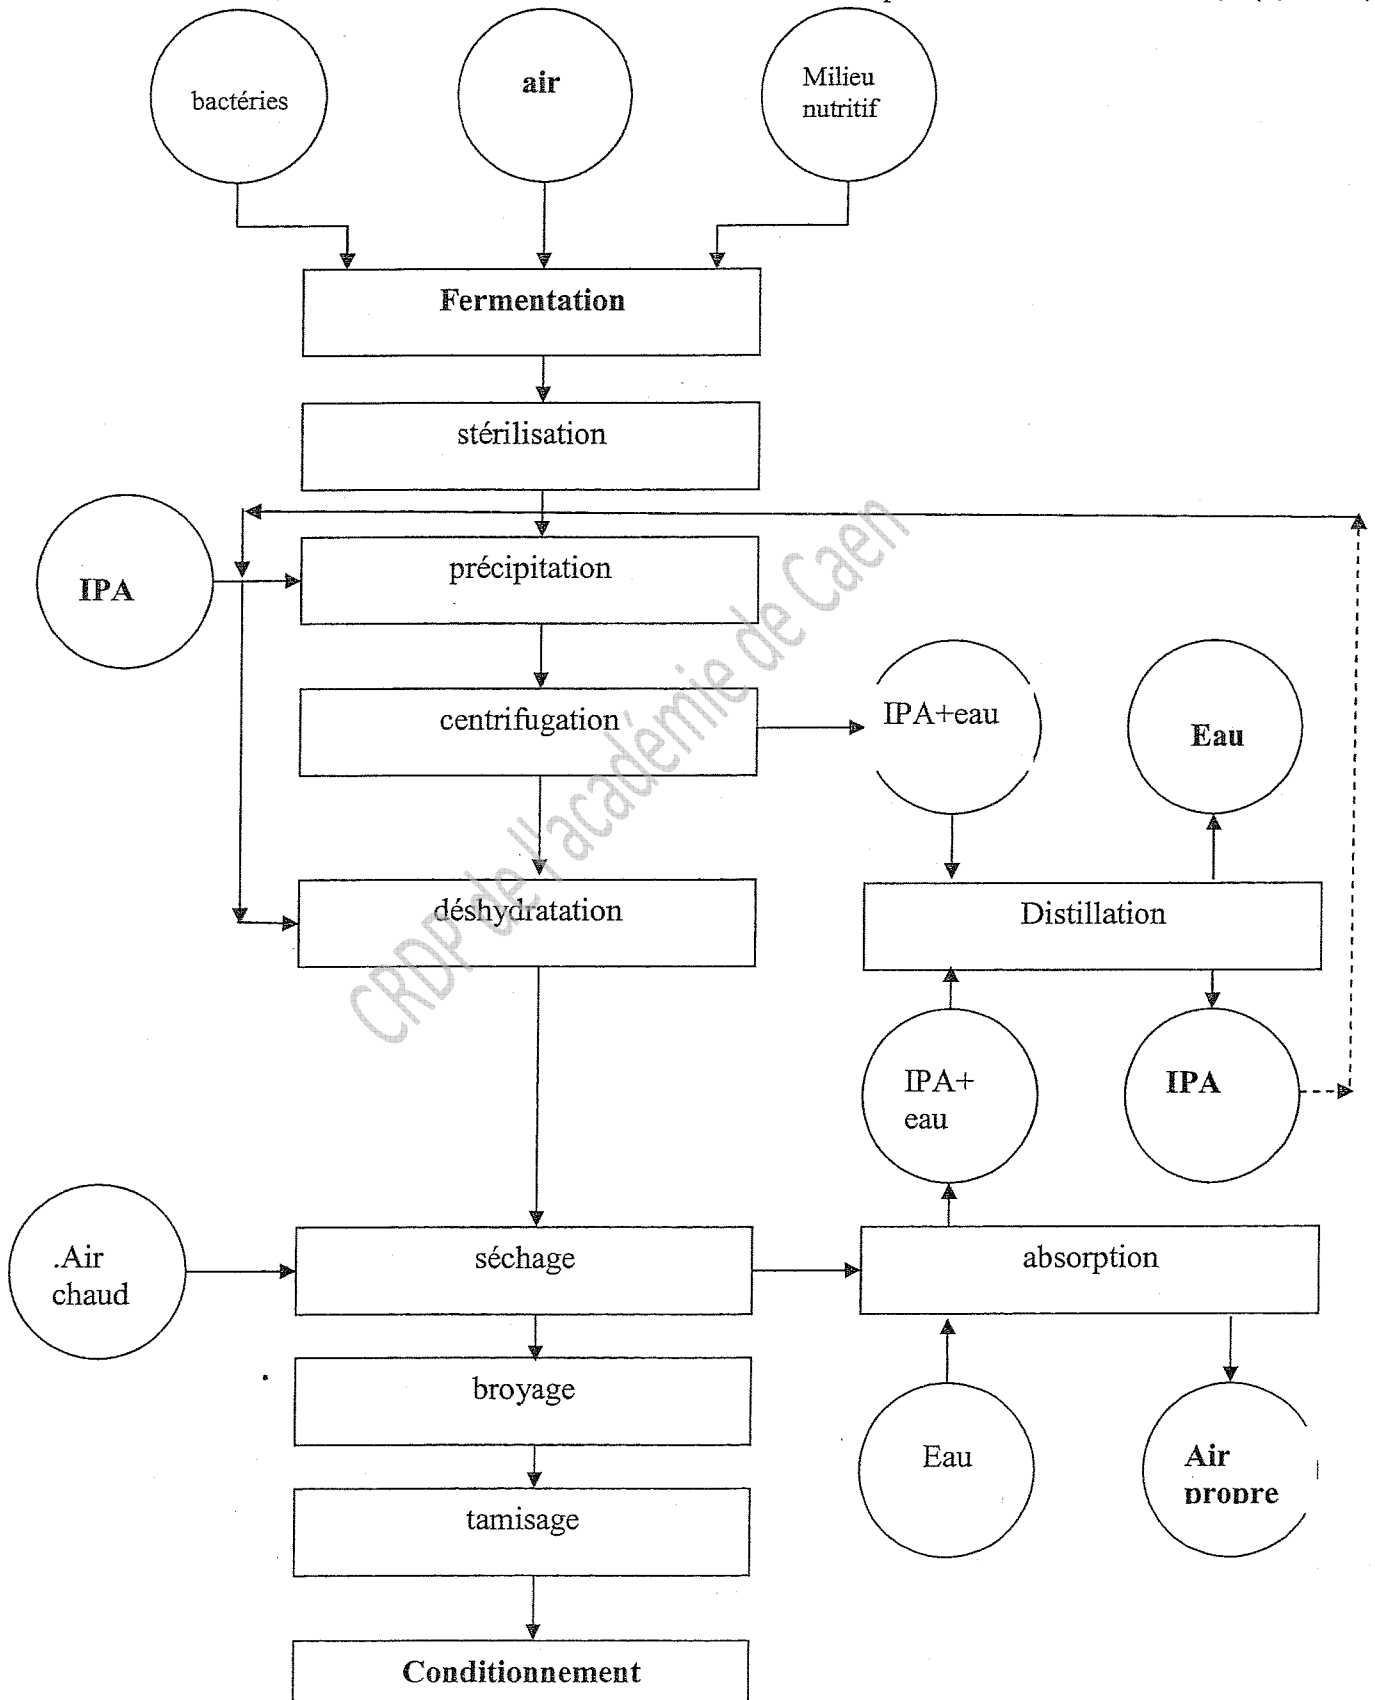 bactéries
air
Milieu
nutritif
Fermentation
stérilisation
IPA
précipitation
centrifugation
IPA+eau
Eau
déshydratation
Distillation
IPA+
eau
IPA
.Air
chaud
séchage
absorption
broyage
Eau
Air
propre
tamisage
Conditionnement
CRDP de l'académie de Caen